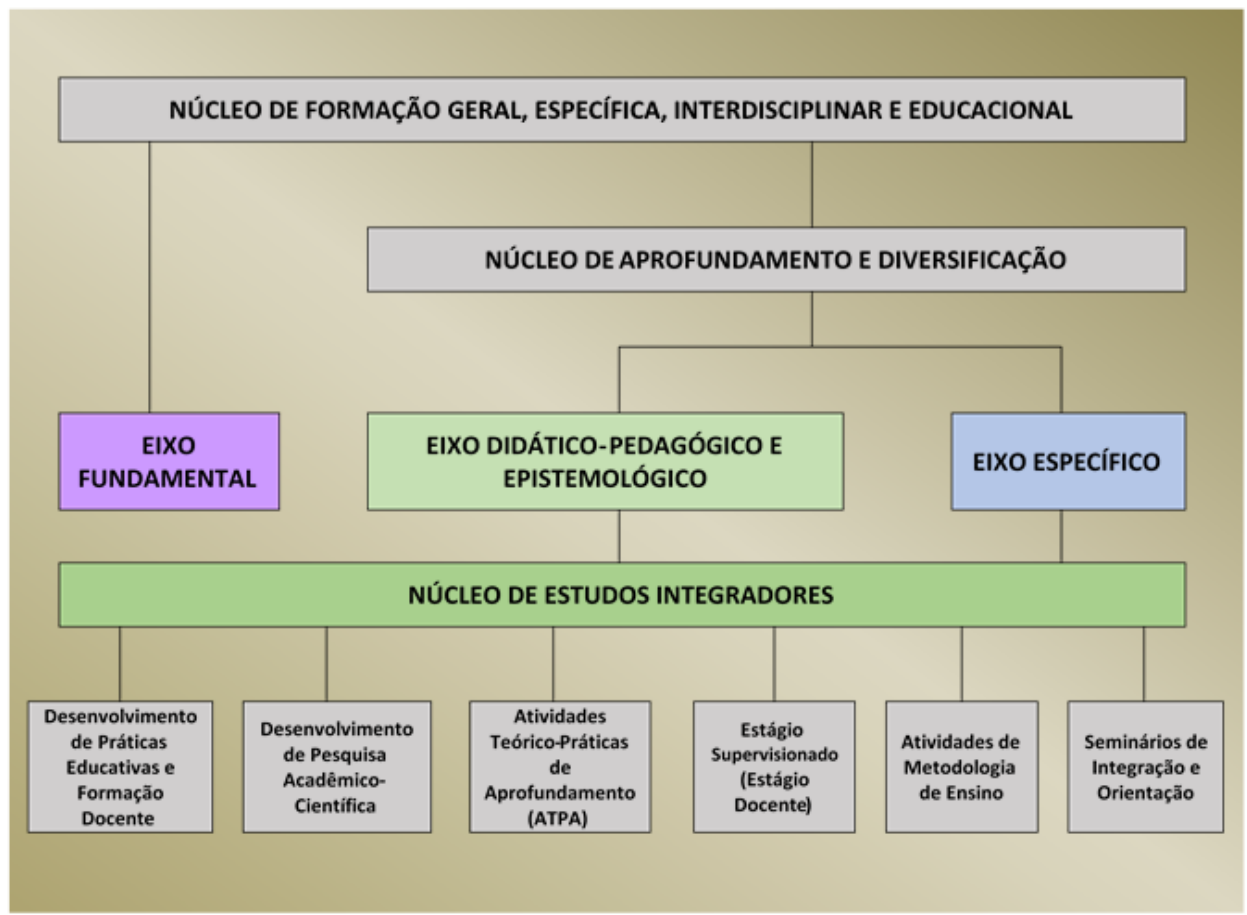 NÚCLEO DE FORMAÇÃO GERAL, ESPECÍFICA, INTERDISCIPLINAR E EDUCACIONAL
NÚCLEO DE APROFUNDAMENTO E DIVERSIFICAÇÃO
EIXO
FUNDAMENTAL
EIXO DIDÁTICO-PEDAGÓGICO E
EPISTEMOLÓGICO
EIXO ESPECÍFICO
NÚCLEO DE ESTUDOS INTEGRADORES
Desenvolvimento
de Práticas
Educativas e
Formação
Docente
Desenvolvimento
de Pesquisa
Acadêmico-
Científica
Atividades
Teórico-Práticas
de
Aprofundamento
(ATPA)
Estágio
Supervisionado
(Estágio
Docente)
Atividades de
Metodologia
de Ensino
Seminários de
Integração e
Orientação